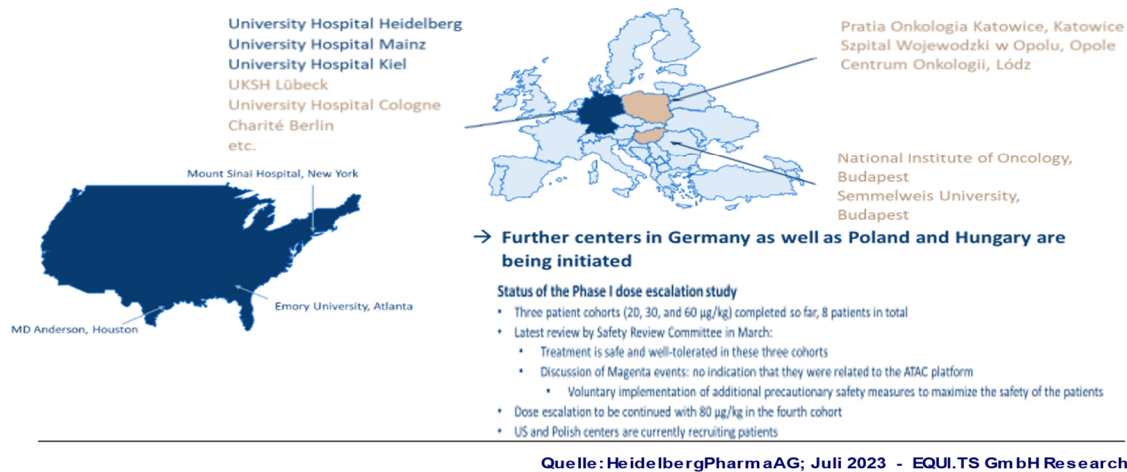 University Hospital Heidelberg
University Hospital Mainz
University Hospital Kiel
UKSH Lübeck
University Hospital Cologne
Charité Berlin
etc.
Pratia Onkologia Katowice, Katowice
Szpital Wojewodzki w Opolu, Opole
Centrum Onkologii, Lódz
National Institute of Oncology,
Budapest
Semmelweis University,
Budapest
Mount Sinai Hospital, New York
Emory University, Atlanta
MD Anderson, Houston
→ Further centers in Germany as well as Poland and Hungary are
being initiated
Status of the Phase I dose escalation study
• Three patient cohorts (20, 30, and 60 µg/kg) completed so far, 8 patients in total
• Latest review by Safety Review Committee in March:
• Treatment is safe and well-tolerated in these three cohorts
• Discussion of Magenta events: no indication that they were related to the ATAC platform
• Voluntary implementation of additional precautionary safety measures to maximize the safety of the patients
• Dose escalation to be continued with 80 µg/kg in the fourth cohort
• US and Polish centers are currently recruiting patients
Quelle: HeidelbergPharmaAG; Juli 2023 - EQUI.TS GmbH Research